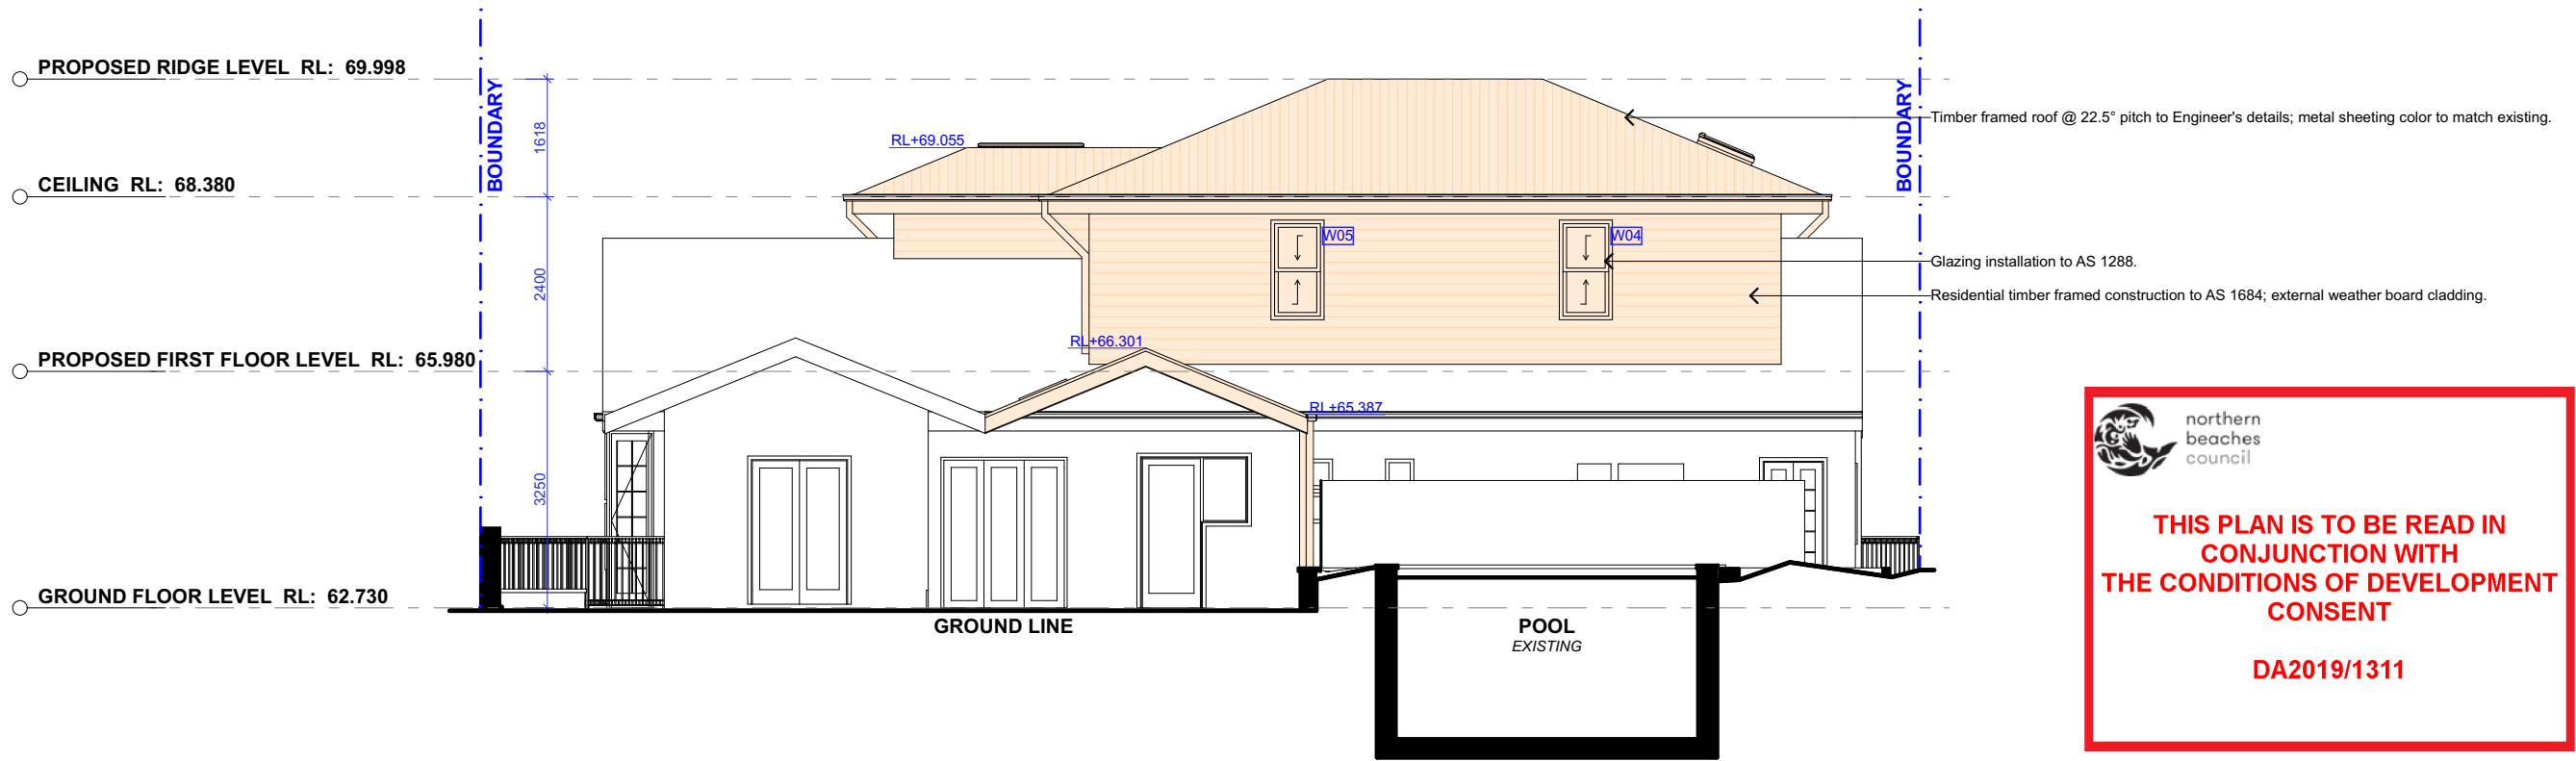 PROPOSED RIDGE LEVEL  RL:  69.998
BOUNDARY
1618
RL+69.055
BOUNDARY
Timber framed roof @ 22.5° pitch to Engineer's details; metal sheeting color to match existing.
CEILING  RL:  68.380
W05
W04
2400
Glazing installation to AS 1288.
Residential timber framed construction to AS 1684; external weather board cladding.
RL+66.301
PROPOSED FIRST FLOOR LEVEL  RL:  65.980
RL+65.387
3250
GROUND FLOOR LEVEL  RL:  62.730
GROUND LINE
POOL
EXISTING
northern
beaches
council
THIS PLAN IS TO BE READ IN
CONJUNCTION WITH
THE CONDITIONS OF DEVELOPMENT
CONSENT
DA2019/1311